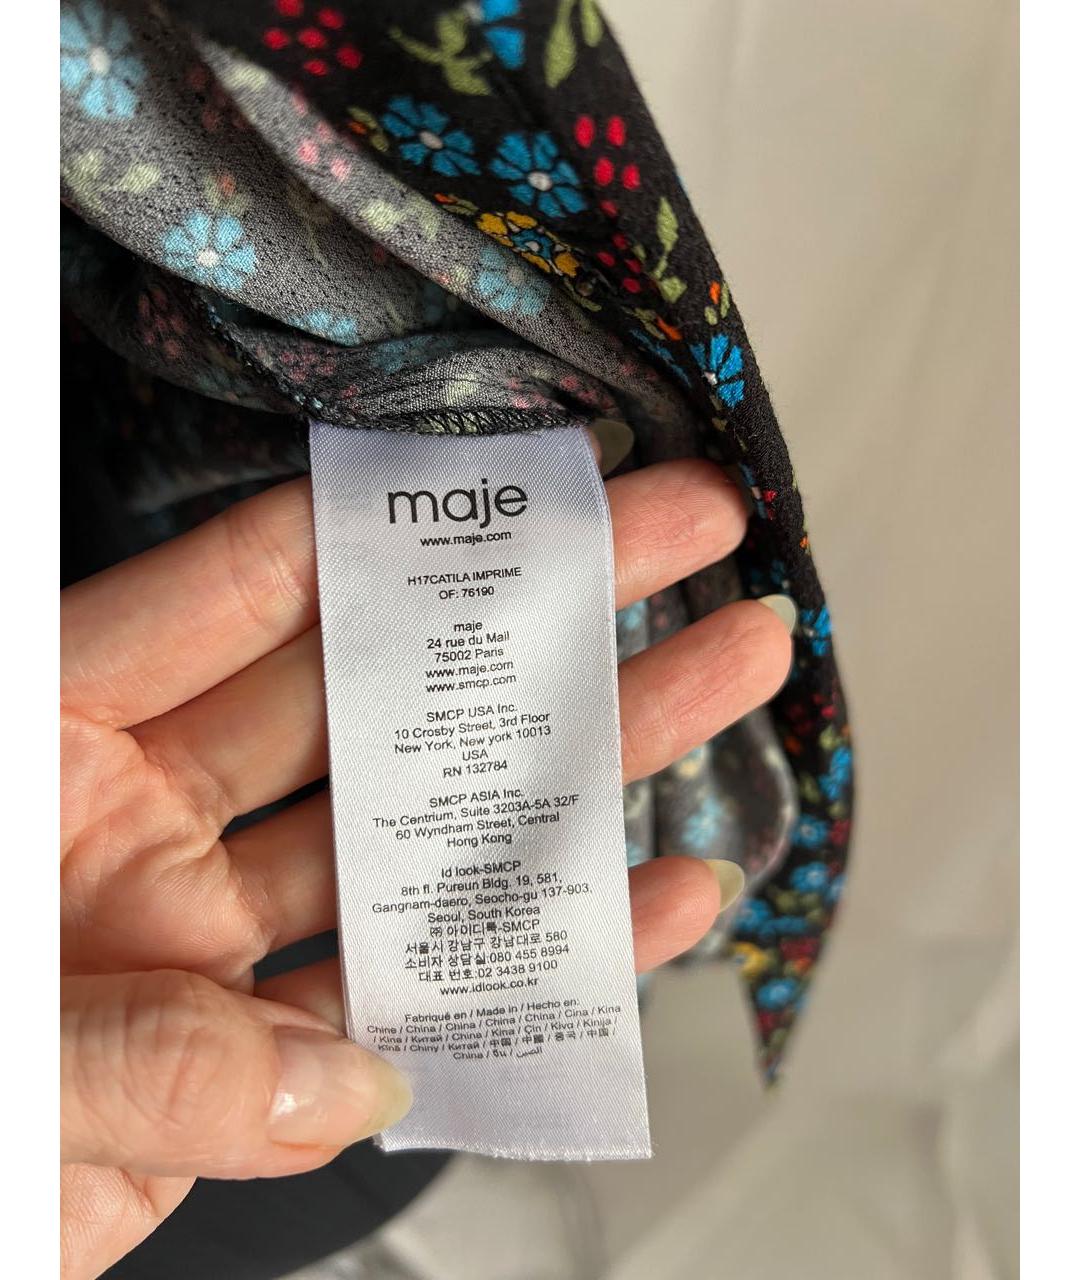 maje
www.maje.com
H17CATILA IMPRIME
OF: 76190
maje
24 rue du Mail
75002 Paris
www.maje.com
www.smcp.com
SMCP USA Inc.
10 Crosby Street, 3rd Floor
New York, New york 10013
USA
RN 132784
SMCP ASIA Inc.
The Centrium, Suite 3203A-5A 32/F
60 Wyndham Street, Central
Hong Kong
Id look-SMCP
8th fl. Pureun Bldg. 19, 581,
Gangnam-daero, Seocho-gu 137-903,
Seoul, South Korea
㈜ 아이디룩-SMCP
서울시 강남구 강남대로 580
소비자 상담실:080 455 8994
대표 번호:02 3438 9100
www.idlook.co.kr
Fabriqué en / Made in / Hecho en:
Chine / China / China / China / China / Cina / Kina
/ Kiina / Китай / China / Kina / Çin / Κίνα / Kinija /
Kīnā / Chiny / Китай / 中国 / 中國 / 중국 / 中国 /
China / จีน / الصين